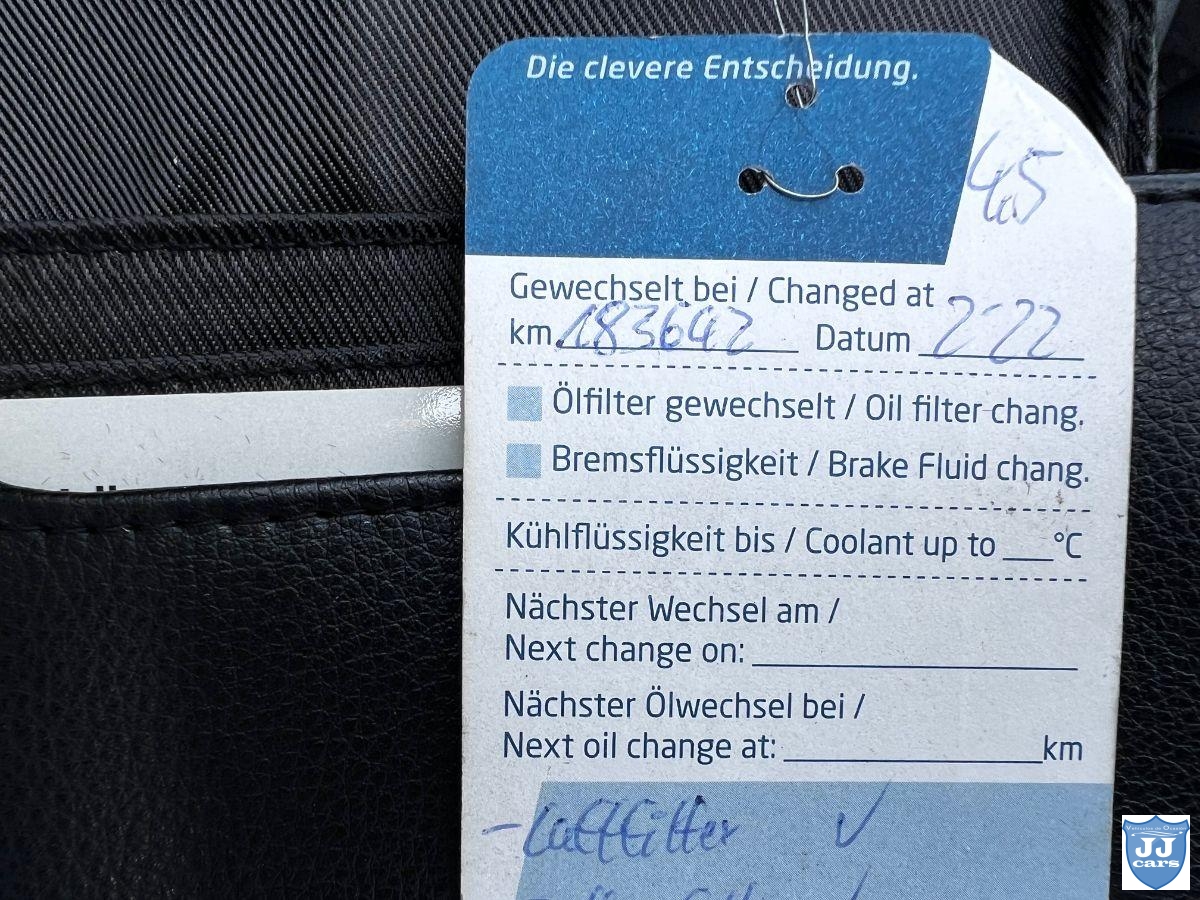 Die clevere Entscheidung.
4,5
Gewechselt bei / Changed at
km 183642 Datum 2-22
Ölfilter gewechselt / Oil filter chang.
Bremsflüssigkeit / Brake Fluid chang.
Kühlflüssigkeit bis / Coolant up to ___°C
Nächster Wechsel am /
Next change on:
Nächster Ölwechsel bei /
Next oil change at: km
- Luftfilter ✓
JJ
cars